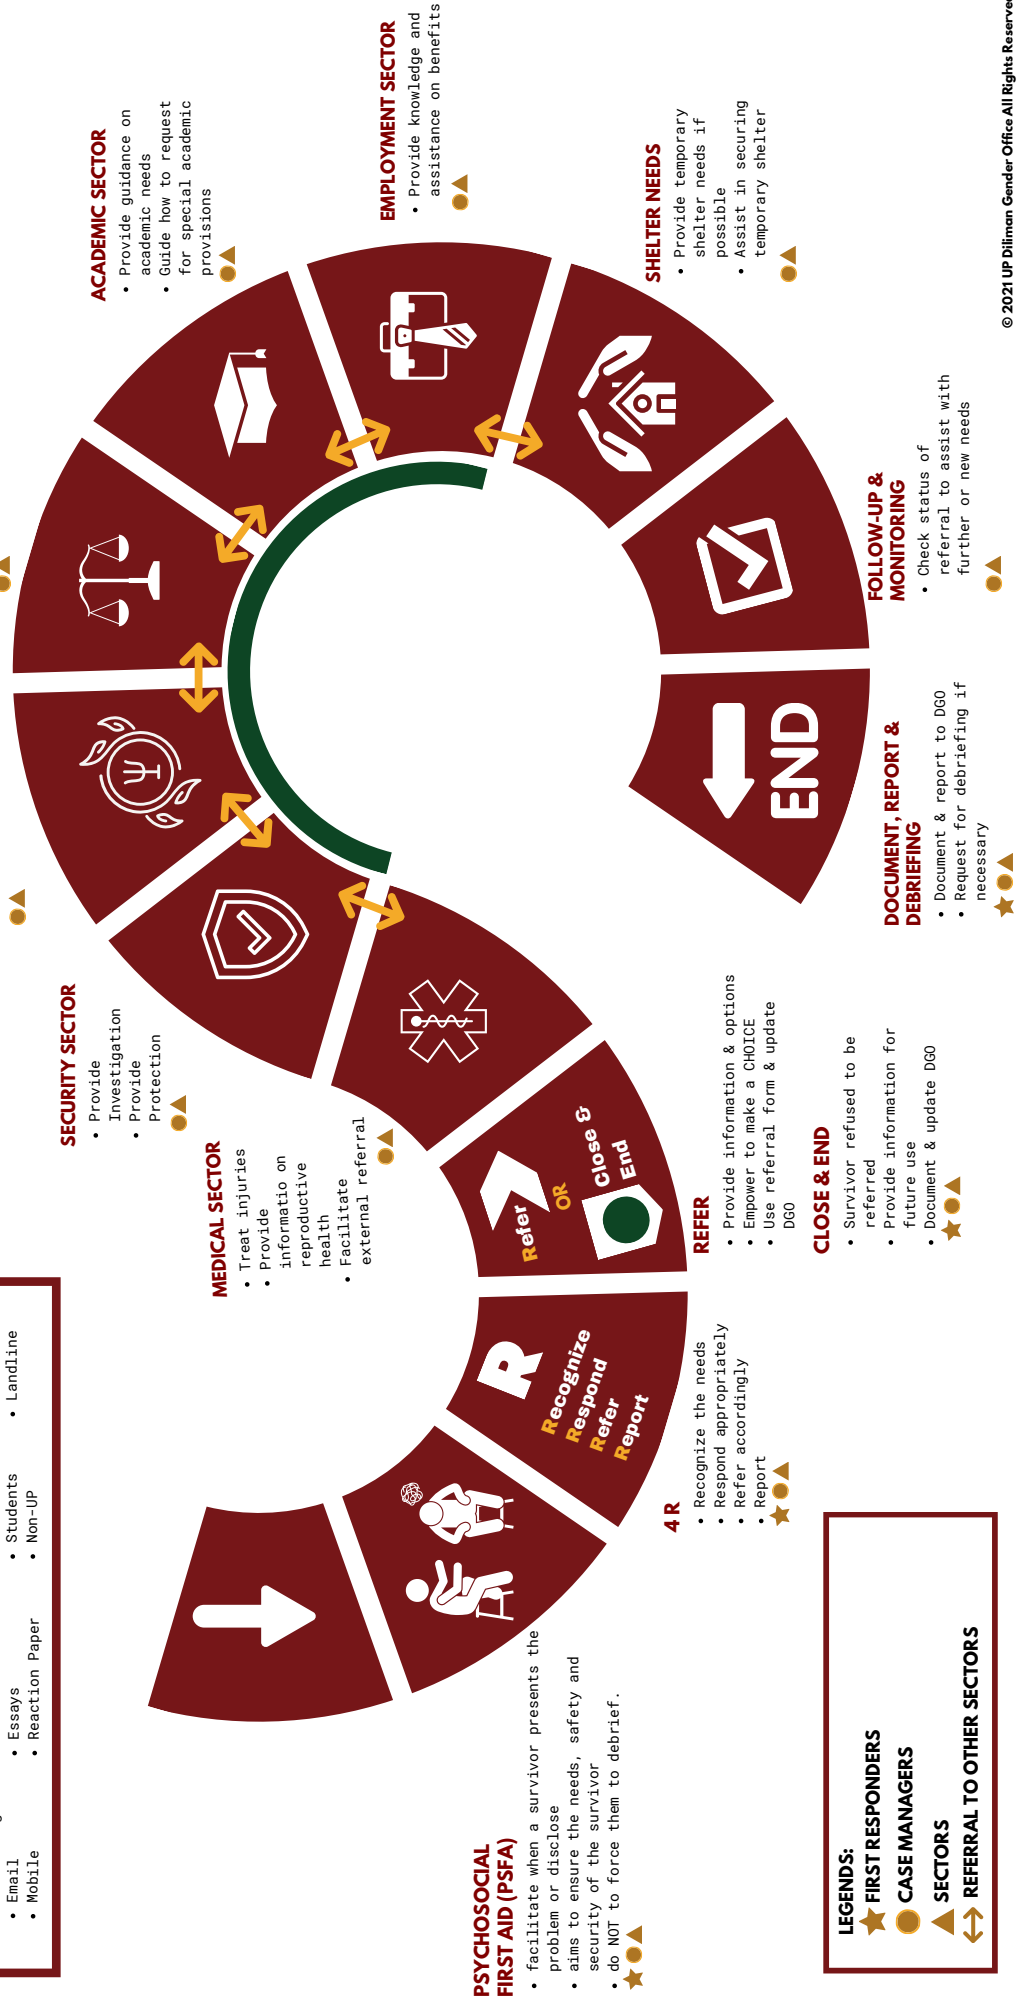 • Email
• Mobile
• Essays
• Reaction Paper
• Students
• Non-UP
• Landline
PSYCHOSOCIAL
FIRST AID (PSFA)
• facilitate when a survivor presents the
problem or disclose
• aims to ensure the needs, safety and
security of the survivor
• do NOT to force them to debrief.
4 R
• Recognize the needs
• Respond appropriately
• Refer accordingly
• Report
R
Recognize
Respond
Refer
Report
Refer
OR
Close &
End
REFER
• Provide information & options
• Empower to make a CHOICE
• Use referral form & update
DGO
CLOSE & END
• Survivor refused to be
referred
• Provide information for
future use
• Document & update DGO
MEDICAL SECTOR
• Treat injuries
• Provide
informatio on
reproductive
health
• Facilitate
external referral
SECURITY SECTOR
• Provide
Investigation
• Provide
Protection
ACADEMIC SECTOR
• Provide guidance on
academic needs
• Guide how to request
for special academic
provisions
EMPLOYMENT SECTOR
• Provide knowledge and
assistance on benefits
SHELTER NEEDS
• Provide temporary
shelter needs if
possible
• Assist in securing
temporary shelter
FOLLOW-UP &
MONITORING
• Check status of
referral to assist with
further or new needs
END
DOCUMENT, REPORT &
DEBRIEFING
• Document & report to DGO
• Request for debriefing if
necessary
LEGENDS:
FIRST RESPONDERS
CASE MANAGERS
SECTORS
REFERRAL TO OTHER SECTORS
© 2021 UP Diliman Gender Office All Rights Reserved